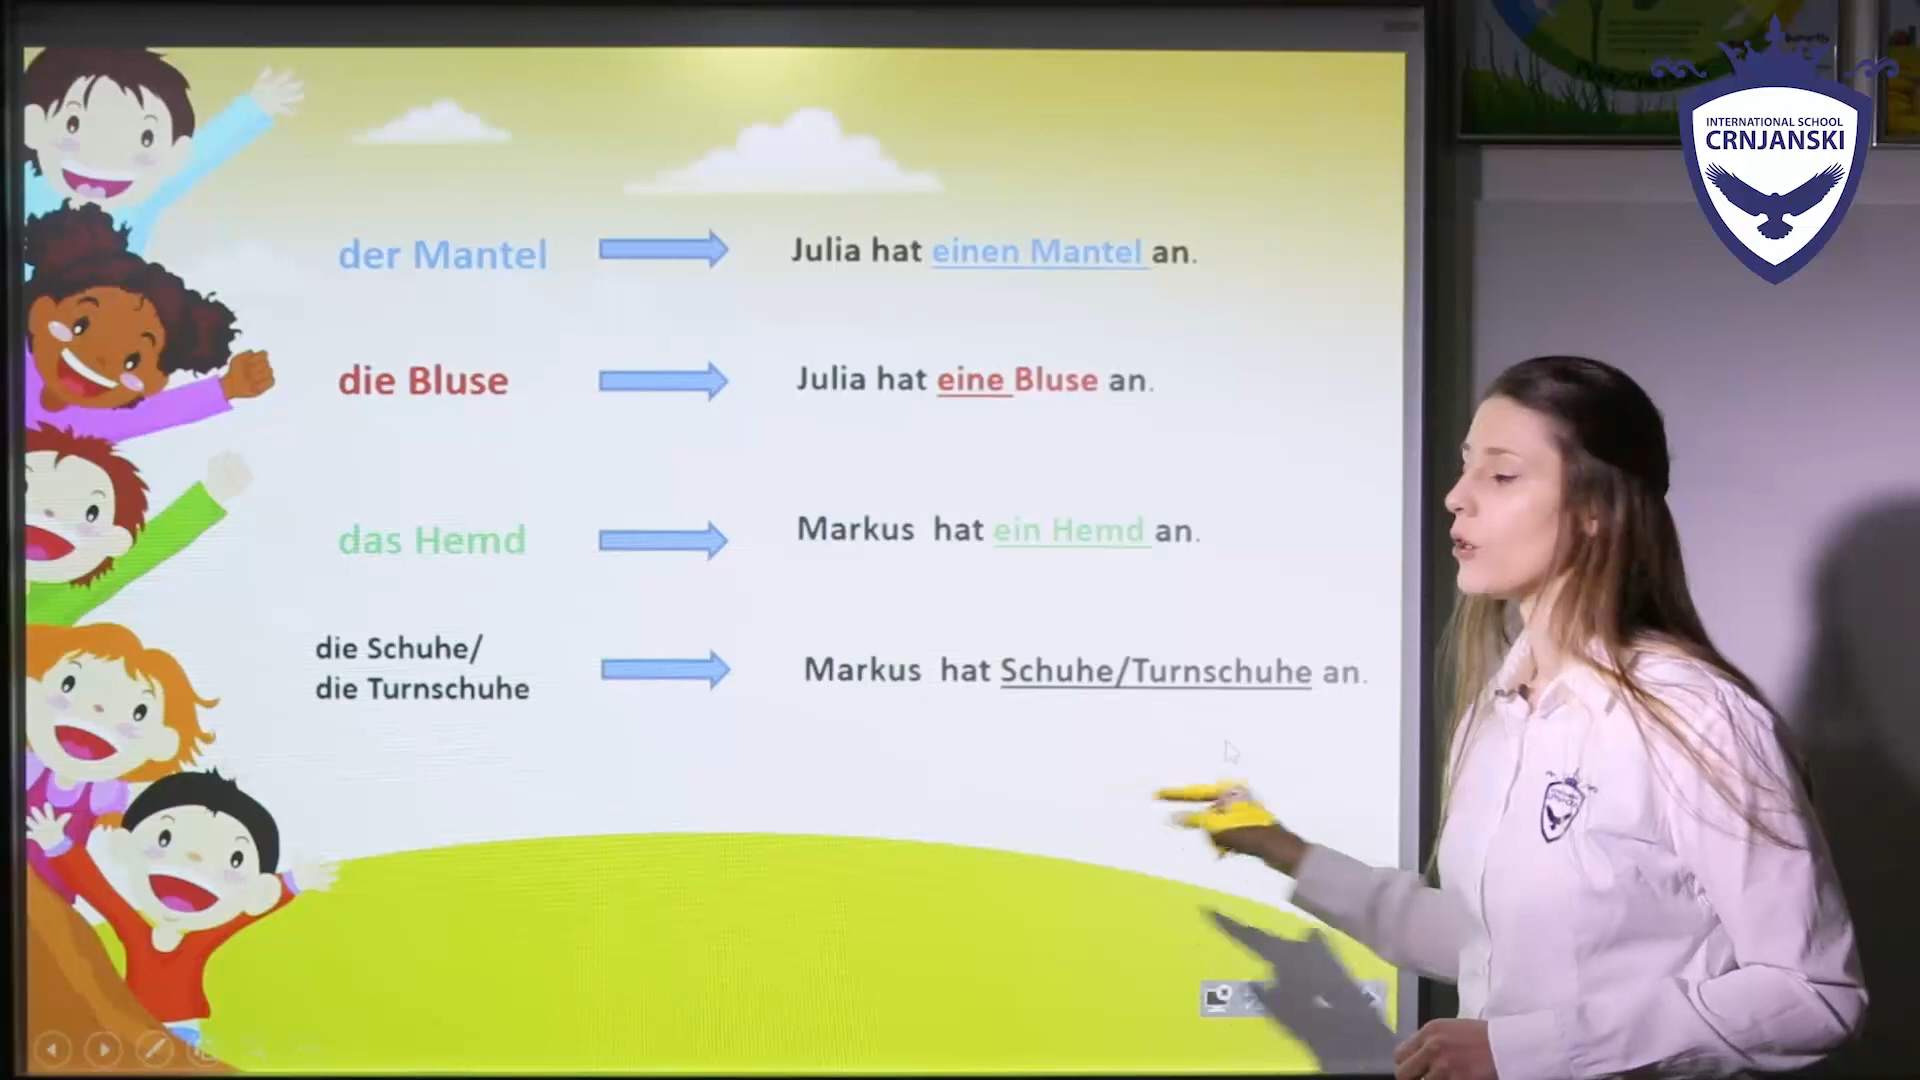 INTERNATIONAL SCHOOL
CRNJANSKI
der Mantel
Julia hat einen Mantel an.
die Bluse
Julia hat eine Bluse an.
das Hemd
Markus hat ein Hemd an.
die Schuhe/
die Turnschuhe
Markus hat Schuhe/Turnschuhe an.